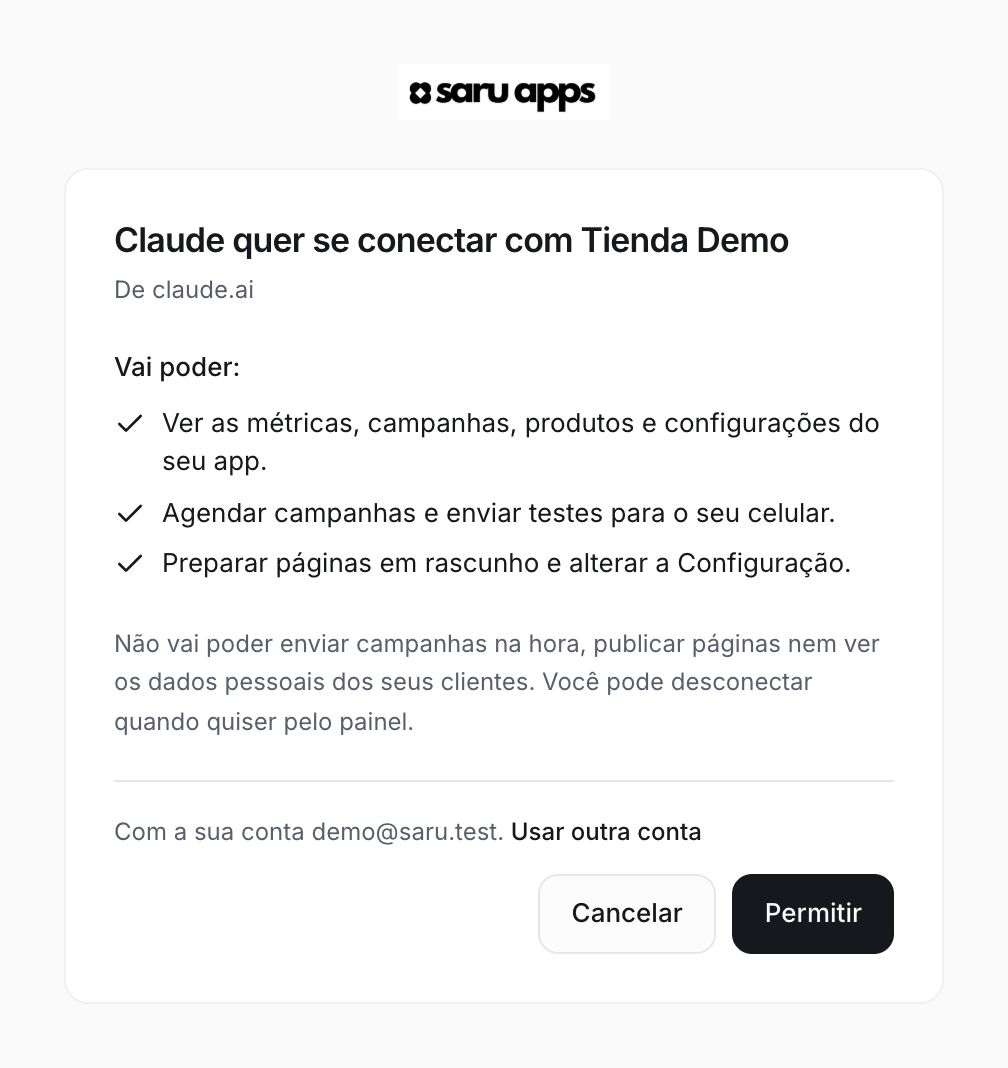 saru apps
Claude quer se conectar com Tienda Demo
De claude.ai
Vai poder:
Ver as métricas, campanhas, produtos e configurações do
seu app.
Agendar campanhas e enviar testes para o seu celular.
Preparar páginas em rascunho e alterar a Configuração.
Não vai poder enviar campanhas na hora, publicar páginas nem ver
os dados pessoais dos seus clientes. Você pode desconectar
quando quiser pelo painel.
Com a sua conta demo@saru.test. Usar outra conta
Cancelar Permitir